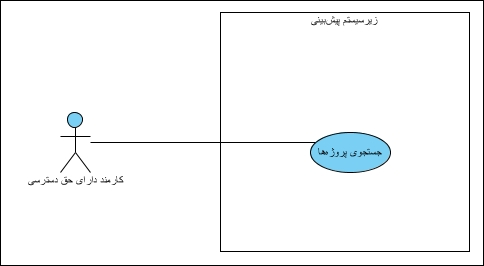 زیرسیستم پیش‌بینی
جستجوی پروژه‌ها
کارمند دارای حق دسترسی